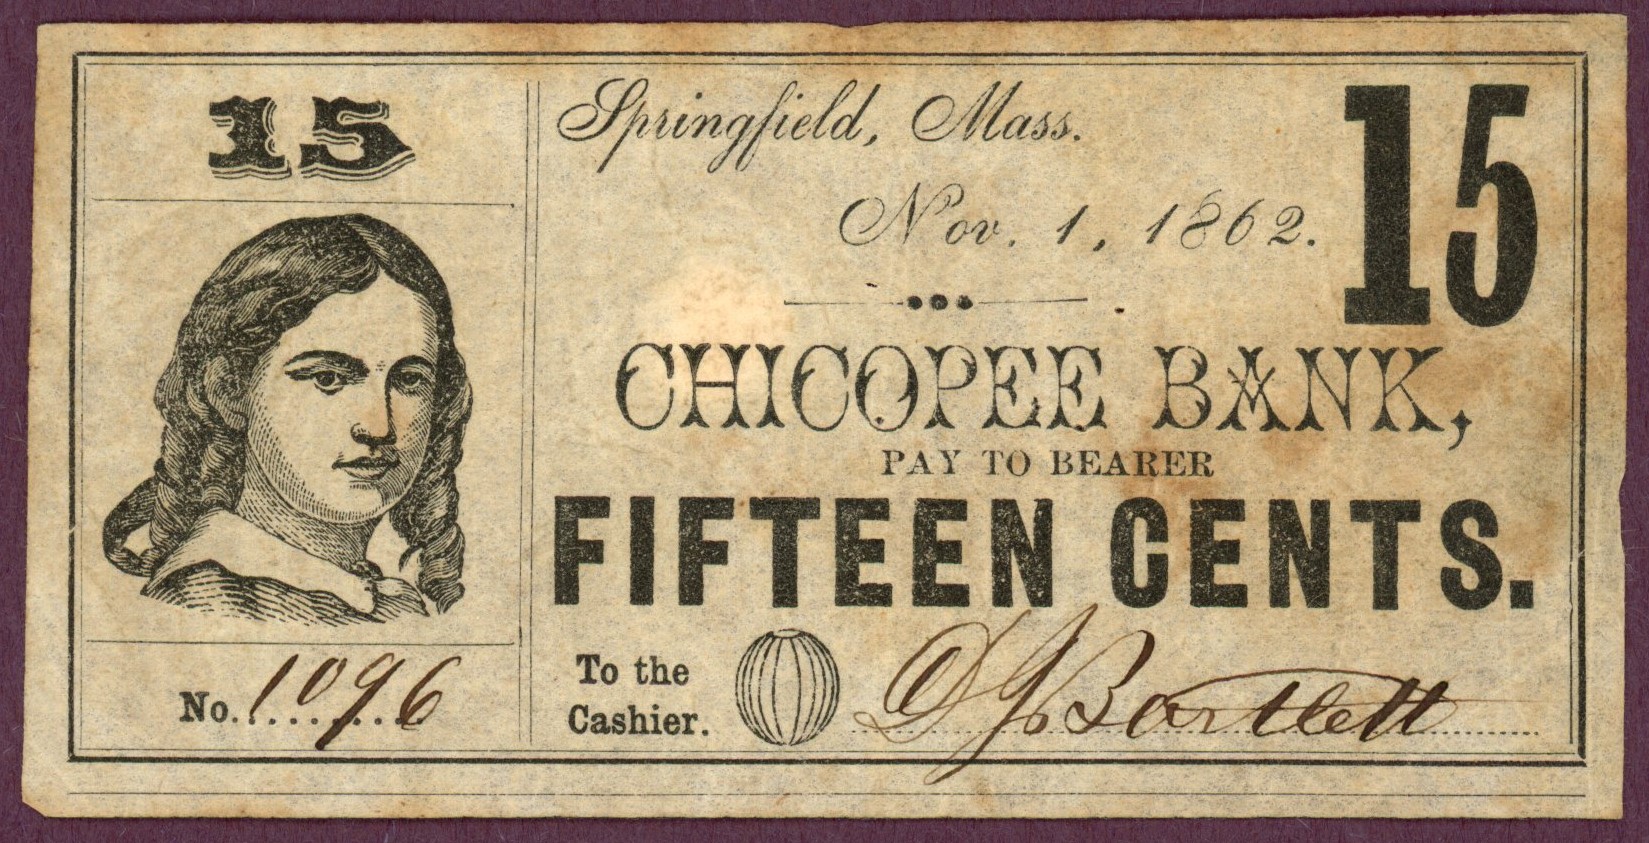 15
Springfield, Mass.
Nov. 1, 1862.
15
CHICOPEE BANK,
PAY TO BEARER
FIFTEEN CENTS.
No. 1096
To the
Cashier.
D J Bartlett